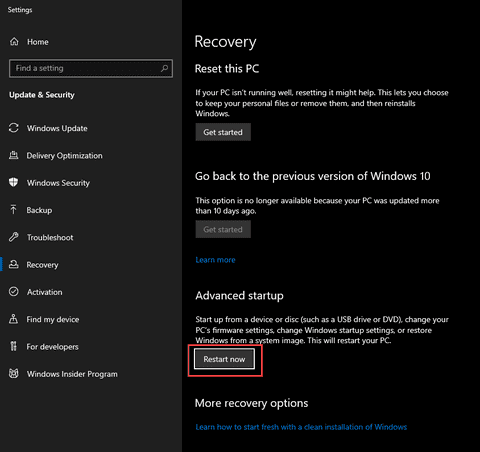 Settings
Home
Find a setting
Update & Security
Windows Update
Delivery Optimization
Windows Security
Backup
Troubleshoot
Recovery
Activation
Find my device
For developers
Windows Insider Program
Recovery
Reset this PC
If your PC isn't running well, resetting it might help. This lets you choose
to keep your personal files or remove them, and then reinstalls
Windows.
Get started
Go back to the previous version of Windows 10
This option is no longer available because your PC was updated more
than 10 days ago.
Get started
Learn more
Advanced startup
Start up from a device or disc (such as a USB drive or DVD), change your
PC's firmware settings, change Windows startup settings, or restore
Windows from a system image. This will restart your PC.
Restart now
More recovery options
Learn how to start fresh with a clean installation of Windows